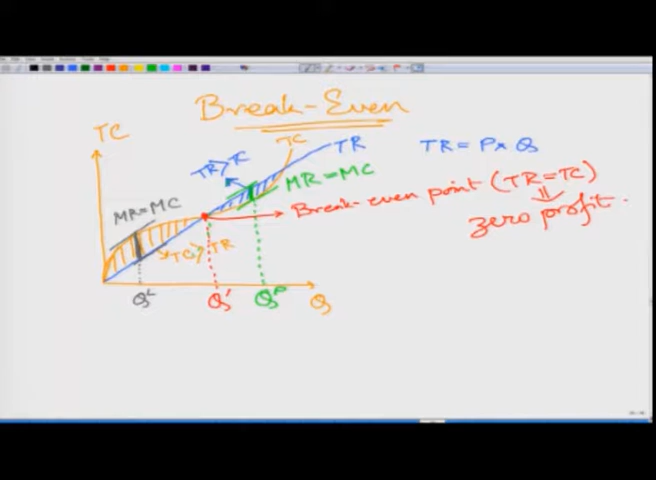 Break-Even
TC
TC
TR
TR = P × Q
TR > TC
MR = MC
MR = MC
Break-even point (TR = TC)
⇓
zero profit.
TC > TR
Q^L
Q'
Q^P
Q